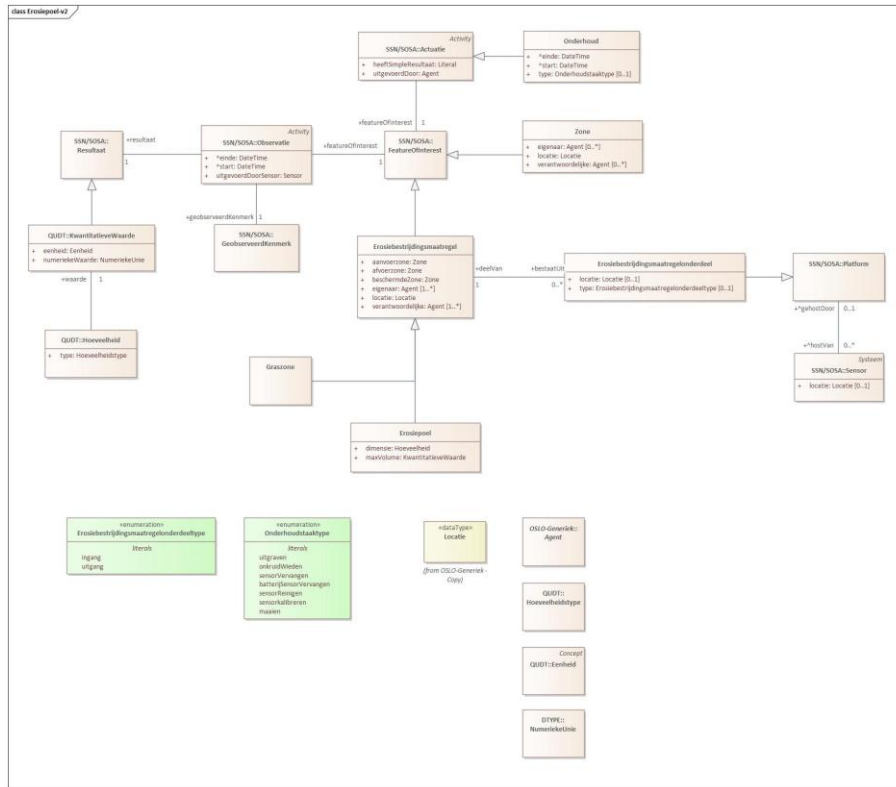 class Erosiepoel-v2
Activity
SSN/SOSA::Actuatie
+ heeftSimpleResultaat: Literal
+ uitgevoerdDoor: Agent
Onderhoud
+ *einde: DateTime
+ *start: DateTime
+ type: Onderhoudstaaktype [0..1]
+featureOfInterest 1
SSN/SOSA::
Resultaat
+resultaat
1
Activity
SSN/SOSA::Observatie
+ *einde: DateTime
+ *start: DateTime
+ uitgevoerdDoorSensor: Sensor
+featureOfInterest
1
SSN/SOSA::
FeatureOfInterest
Zone
+ eigenaar: Agent [0..*]
+ locatie: Locatie
+ verantwoordelijke: Agent [0..*]
+geobserveerdKenmerk 1
SSN/SOSA::
GeobserveerdKenmerk
QUDT::KwantitatieveWaarde
+ eenheid: Eenheid
+ numeriekeWaarde: NumeriekeUnie
+waarde 1
QUDT::Hoeveelheid
+ type: Hoeveelheidstype
Erosiebestrijdingsmaatregel
+ aanvoerzone: Zone
+ afvoerzone: Zone
+ beschermdeZone: Zone
+ eigenaar: Agent [1..*]
+ locatie: Locatie
+ verantwoordelijke: Agent [1..*]
+deelVan
1
+bestaatUit
0..*
Erosiebestrijdingsmaatregelonderdeel
+ locatie: Locatie [0..1]
+ type: Erosiebestrijdingsmaatregelonderdeeltype [0..1]
SSN/SOSA::Platform
+^gehostDoor 0..1
+^hostVan 0..*
Systeem
SSN/SOSA::Sensor
+ locatie: Locatie [0..1]
Graszone
Erosiepoel
+ dimensie: Hoeveelheid
+ maxVolume: KwantitatieveWaarde
«enumeration»
Erosiebestrijdingsmaatregelonderdeeltype
literals
ingang
uitgang
«enumeration»
Onderhoudstaaktype
literals
uitgraven
onkruidWieden
sensorVervangen
batterijSensorVervangen
sensorReinigen
sensorkalibreren
maaien
«dataType»
Locatie
(from OSLO-Generiek -
Copy)
OSLO-Generiek::
Agent
QUDT::
Hoeveelheidstype
Concept
QUDT::Eenheid
DTYPE::
NumeriekeUnie